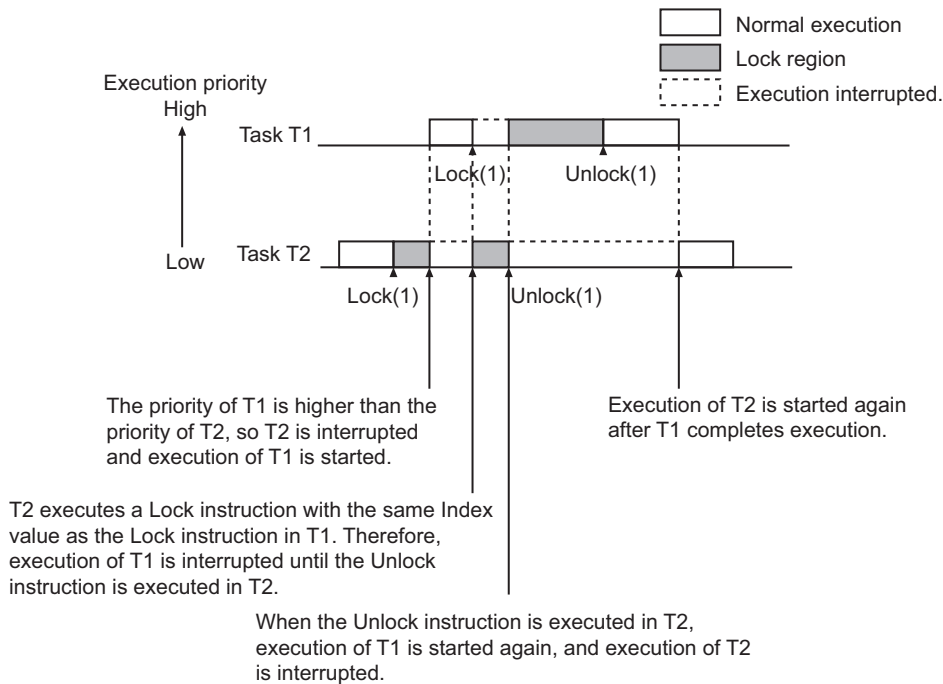 Normal execution
Lock region
Execution interrupted.
Execution priority
High
Task T1
Lock(1)
Unlock(1)
Low
Task T2
Lock(1)
Unlock(1)
The priority of T1 is higher than the
priority of T2, so T2 is interrupted
and execution of T1 is started.
Execution of T2 is started again
after T1 completes execution.
T2 executes a Lock instruction with the same Index
value as the Lock instruction in T1. Therefore,
execution of T1 is interrupted until the Unlock
instruction is executed in T2.
When the Unlock instruction is executed in T2,
execution of T1 is started again, and execution of T2
is interrupted.